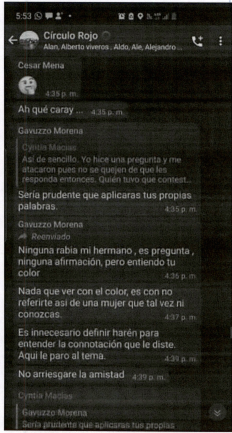 5:53
Círculo Rojo
Alan, Alberto viveros, Aldo, Ale, Alejandro...
Cesar Mena
4:35 p. m.
Ah qué caray ... 4:35 p. m.
Gavuzzo Morena
Cyntia Macias
Así de sencillo. Yo hice una pregunta y me
atacaron pues no se quejen de que les
responda entonces. Quién tuvo que contest...
Sería prudente que aplicaras tus propias
palabras. 4:35 p. m.
Gavuzzo Morena
Reenviado
Ninguna rabia mi hermano , es pregunta ,
ninguna afirmación, pero entiendo tu
color 4:36 p. m.
Nada que ver con el color, es con no
referirte así de una mujer que tal vez ni
conozcas. 4:37 p. m.
Es innecesario definir harén para
entender la connotación que le diste.
Aqui le paro al tema. 4:39 p. m.
No arriesgare la amistad 4:39 p. m.
Cyntia Macias
Gavuzzo Morena
Sería prudente que aplicaras tus propias